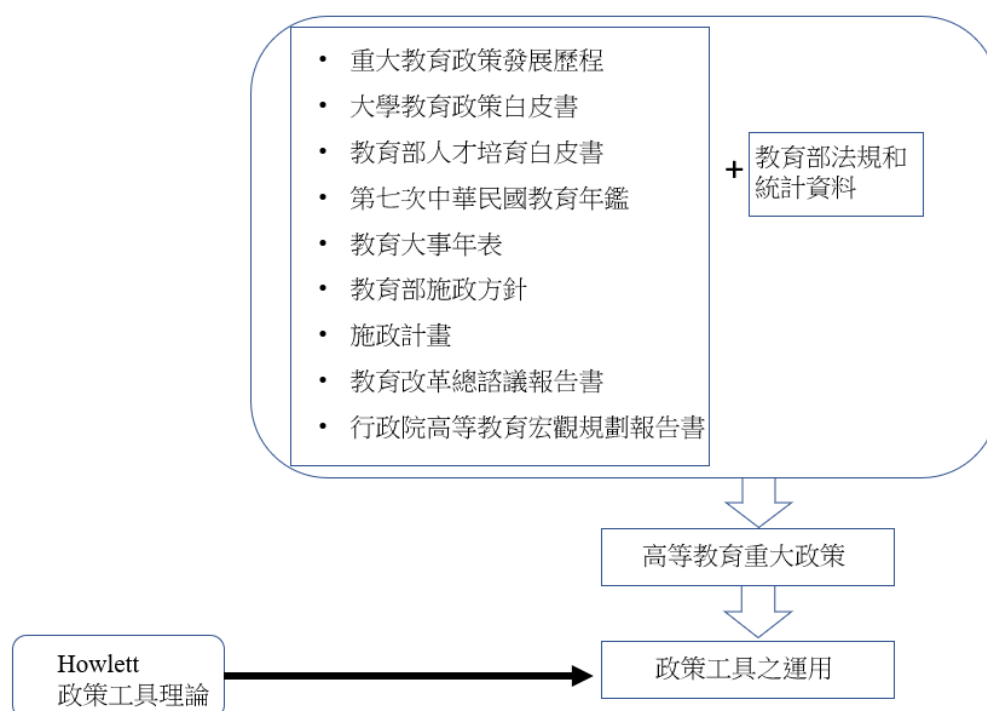 • 重大教育政策發展歷程
• 大學教育政策白皮書
• 教育部人才培育白皮書
• 第七次中華民國教育年鑑
• 教育大事年表
• 教育部施政方針
• 施政計畫
• 教育改革總諮議報告書
• 行政院高等教育宏觀規劃報告書
+
教育部法規和
統計資料
高等教育重大政策
Howlett
政策工具理論
政策工具之運用